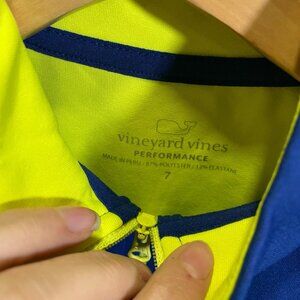 vineyard vines
PERFORMANCE
MADE IN PERU / 87% POLYESTER / 13% ELASTANE
7